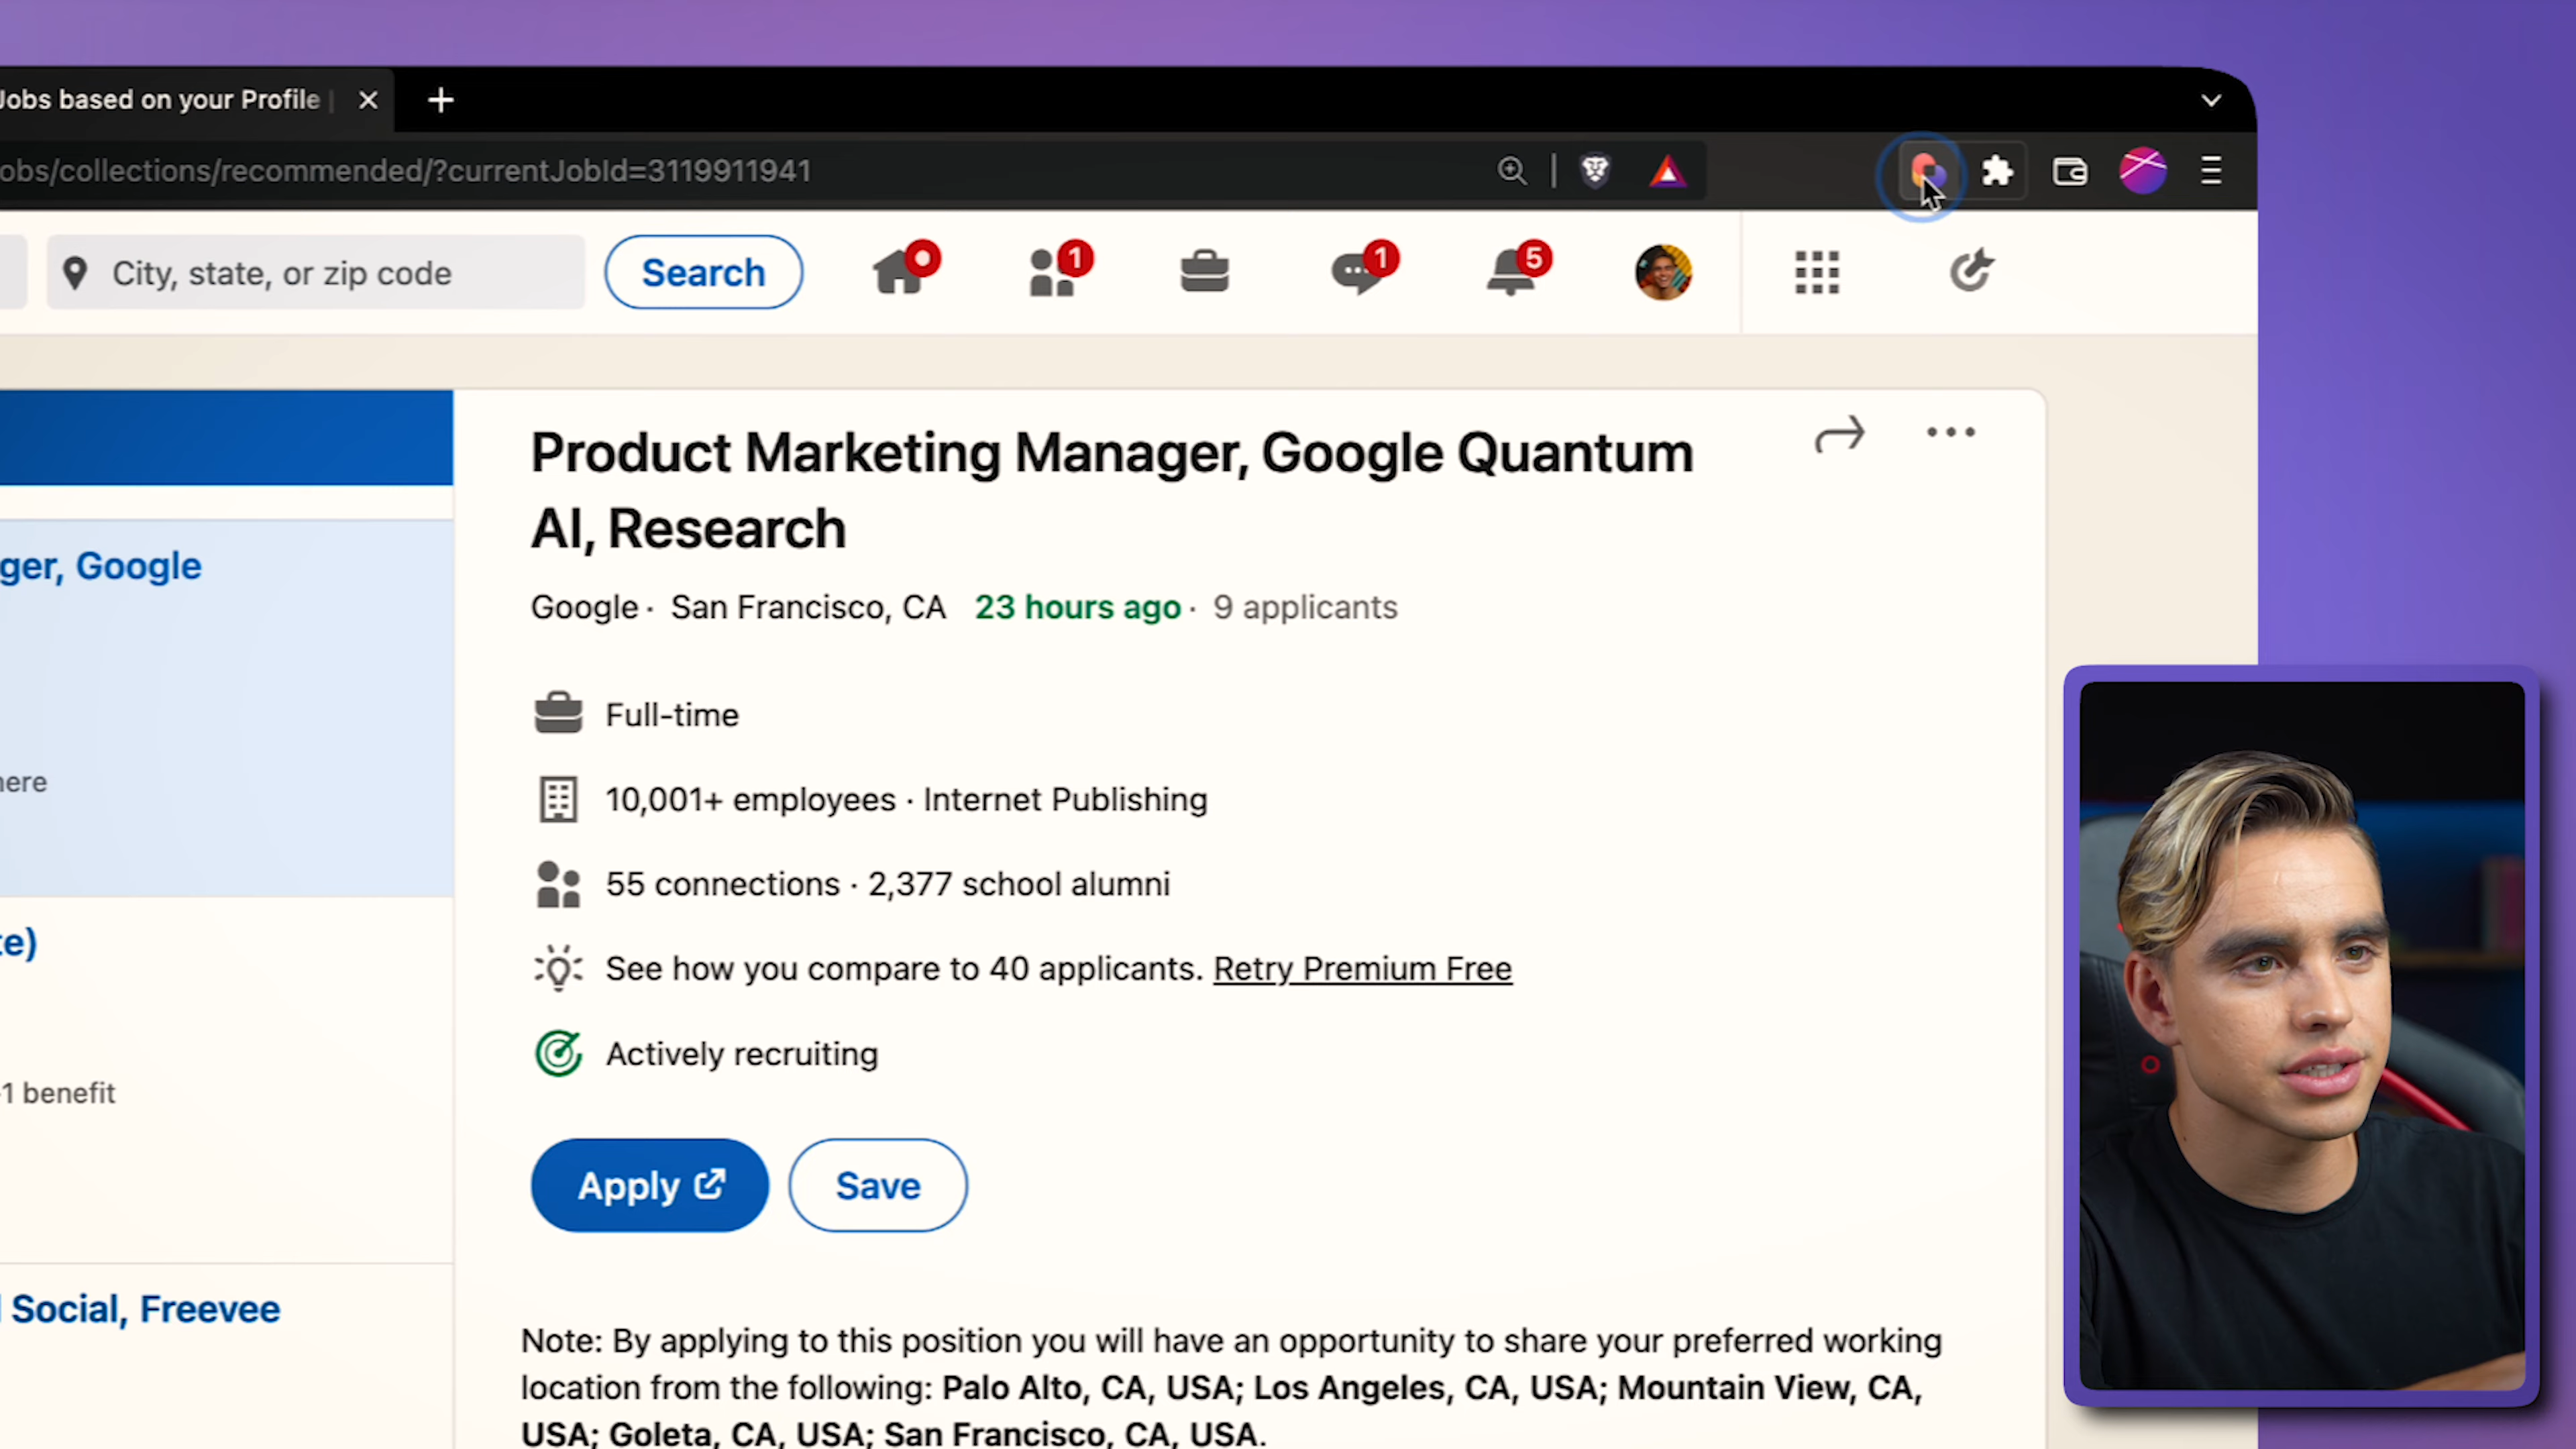 Jobs based on your Profile |
obs/collections/recommended/?currentJobId=3119911941
City, state, or zip code
Search
1
1
5
Product Marketing Manager, Google Quantum
AI, Research
Google · San Francisco, CA 23 hours ago · 9 applicants
Full-time
10,001+ employees · Internet Publishing
55 connections · 2,377 school alumni
See how you compare to 40 applicants. Retry Premium Free
Actively recruiting
Apply
Save
Note: By applying to this position you will have an opportunity to share your preferred working
location from the following: Palo Alto, CA, USA; Los Angeles, CA, USA; Mountain View, CA,
USA; Goleta, CA, USA; San Francisco, CA, USA.
ger, Google
here
te)
1 benefit
Social, Freevee